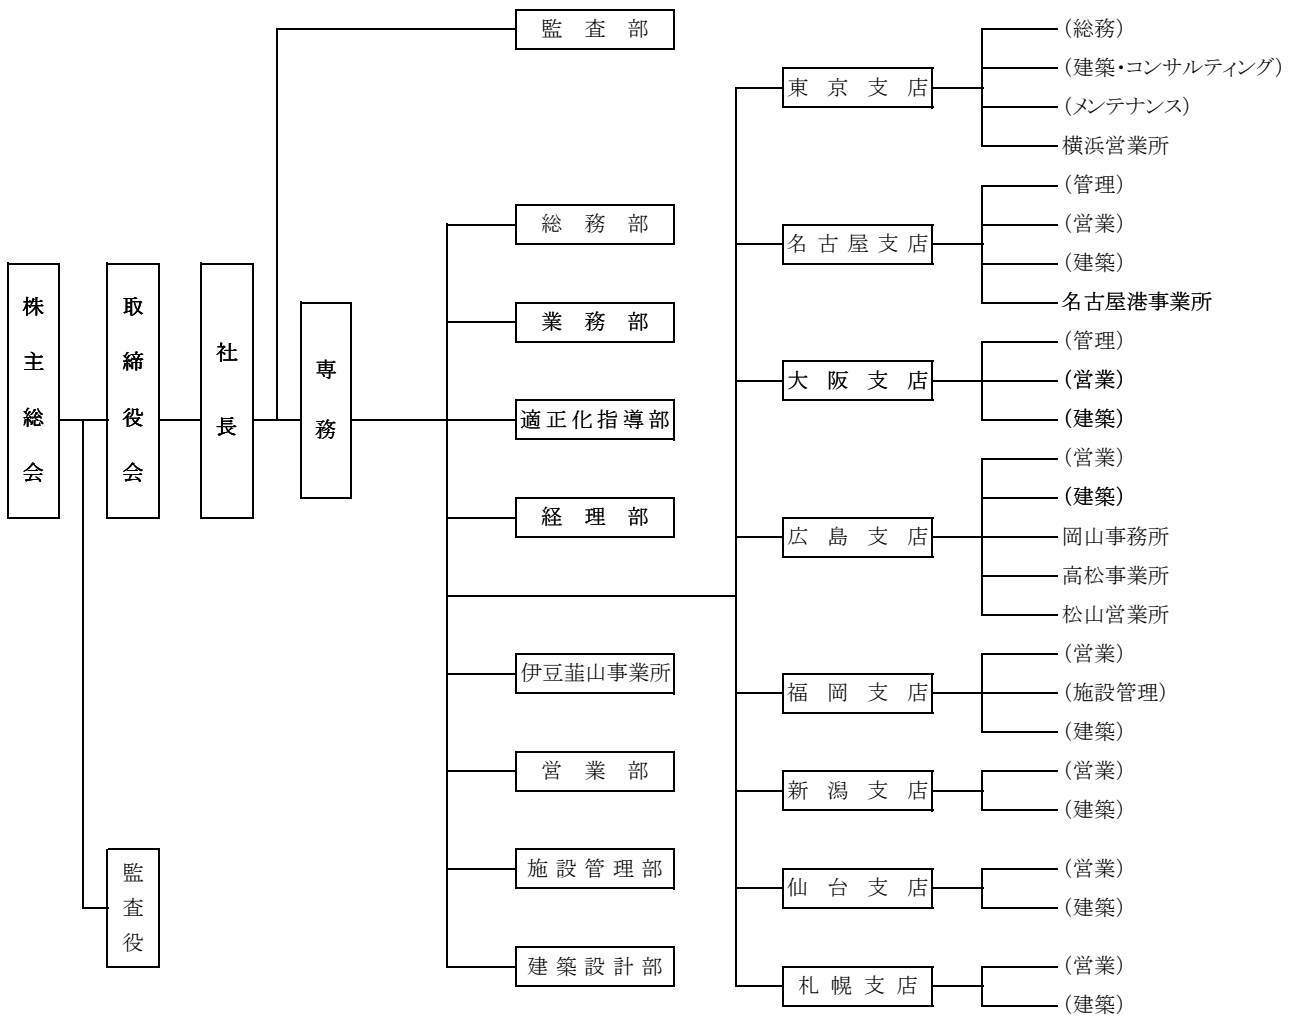 株主総会
取締役会
監査役
社長
専務
監査部
総務部
業務部
適正化指導部
経理部
伊豆韮山事業所
営業部
施設管理部
建築設計部
東京支店
(総務)
(建築・コンサルティング)
(メンテナンス)
横浜営業所
名古屋支店
(管理)
(営業)
(建築)
名古屋港事業所
大阪支店
(管理)
(営業)
(建築)
広島支店
(営業)
(建築)
岡山事務所
高松事業所
松山営業所
福岡支店
(営業)
(施設管理)
(建築)
新潟支店
(営業)
(建築)
仙台支店
(営業)
(建築)
札幌支店
(営業)
(建築)